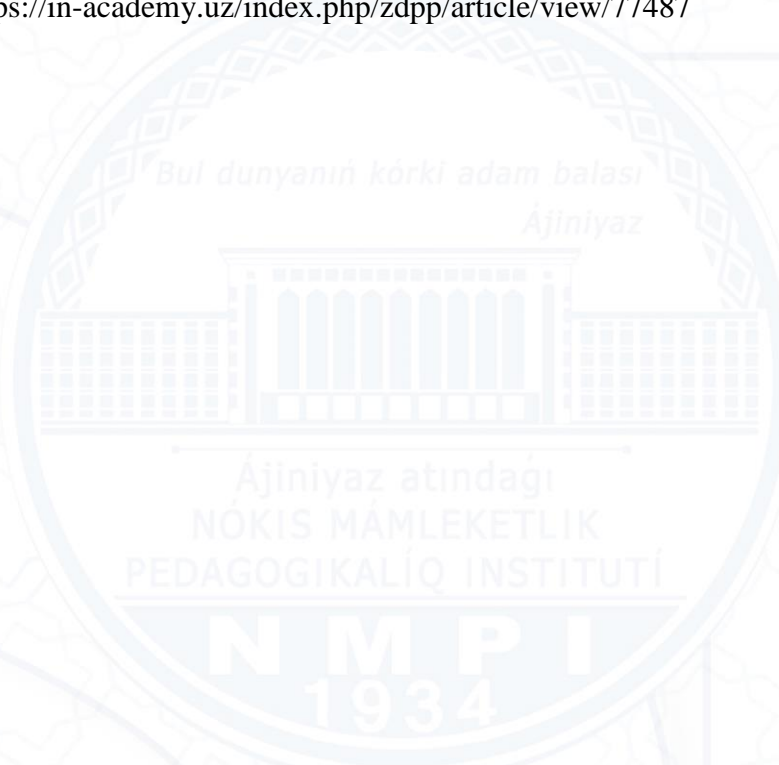 ps://in-academy.uz/index.php/zdpp/article/view/77487
Bul dunyanıń kórki adam balası
Ájiniyaz
Ájiniyaz atındaǵı
NÓKIS MÁMLEKETLIK
PEDAGOGIKALÍQ INSTITUTÍ
NMPI
1934